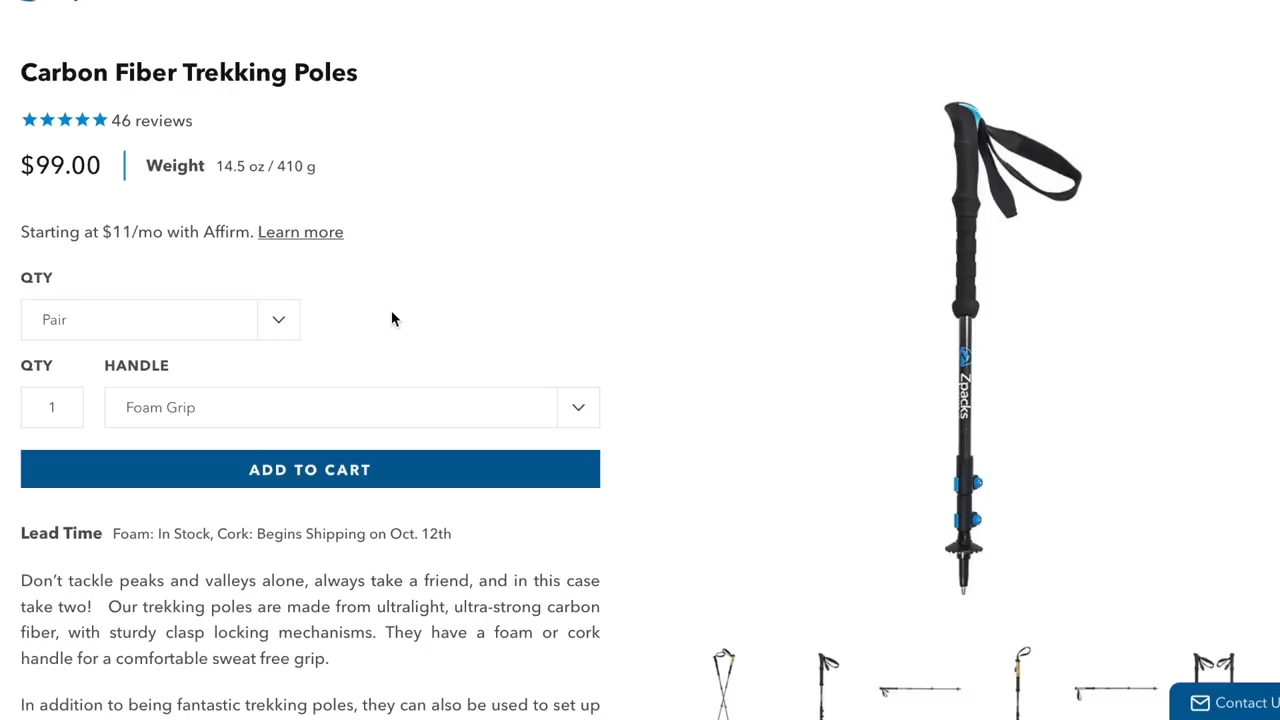 Carbon Fiber Trekking Poles
46 reviews
$99.00 Weight 14.5 oz / 410 g
Starting at $11/mo with Affirm. Learn more
QTY
Pair
QTY HANDLE
1 Foam Grip
ADD TO CART
Lead Time Foam: In Stock, Cork: Begins Shipping on Oct. 12th
Don’t tackle peaks and valleys alone, always take a friend, and in this case
take two! Our trekking poles are made from ultralight, ultra-strong carbon
fiber, with sturdy clasp locking mechanisms. They have a foam or cork
handle for a comfortable sweat free grip.
In addition to being fantastic trekking poles, they can also be used to set up
Zpacks
Contact U